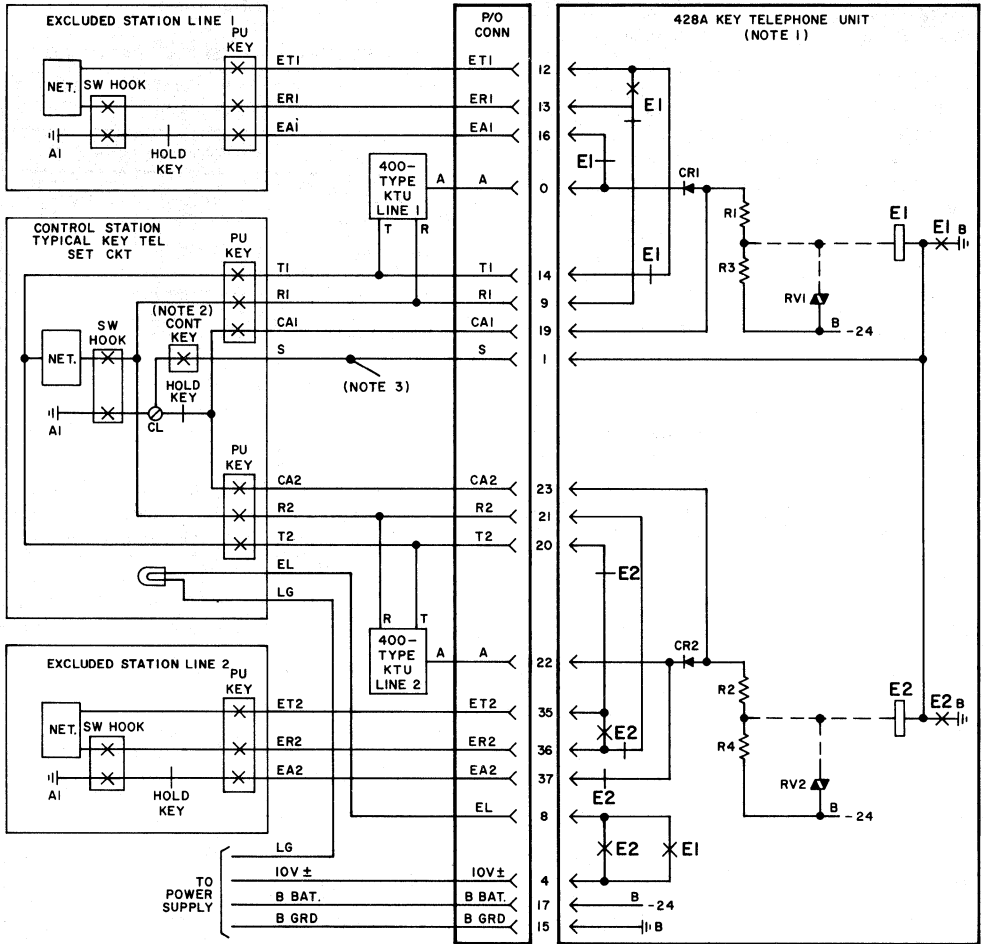 EXCLUDED STATION LINE 1
PU
KEY
NET.
SW HOOK
A1
HOLD
KEY
ET1
ER1
EA1
P/O
CONN
ET1
ER1
EA1
A
T1
R1
CA1
S
CA2
R2
T2
A
ET2
ER2
EA2
EL
10V ±
B BAT.
B GRD
12
13
16
0
14
9
19
1
23
21
20
22
35
36
37
8
4
17
15
428A KEY TELEPHONE UNIT
(NOTE 1)
E1
E1
E1
CR1
R1
R3
RV1
B -24
E1
E1 B
400-
TYPE
KTU
LINE 1
A
T
R
CONTROL STATION
TYPICAL KEY TEL
SET CKT
PU
KEY
T1
R1
CA1
S
(NOTE 2)
CONT
KEY
SW
HOOK
NET.
HOLD
KEY
A1
CL
(NOTE 3)
PU
KEY
CA2
R2
T2
EL
LG
R
T
400-
TYPE
KTU
LINE 2
A
E2
E2
E2
CR2
R2
R4
RV2
B -24
E2
E2 B
EXCLUDED STATION LINE 2
PU
KEY
NET.
SW HOOK
A1
HOLD
KEY
ET2
ER2
EA2
E2
E1
B -24
B
TO
POWER
SUPPLY
LG
10V ±
B BAT.
B GRD